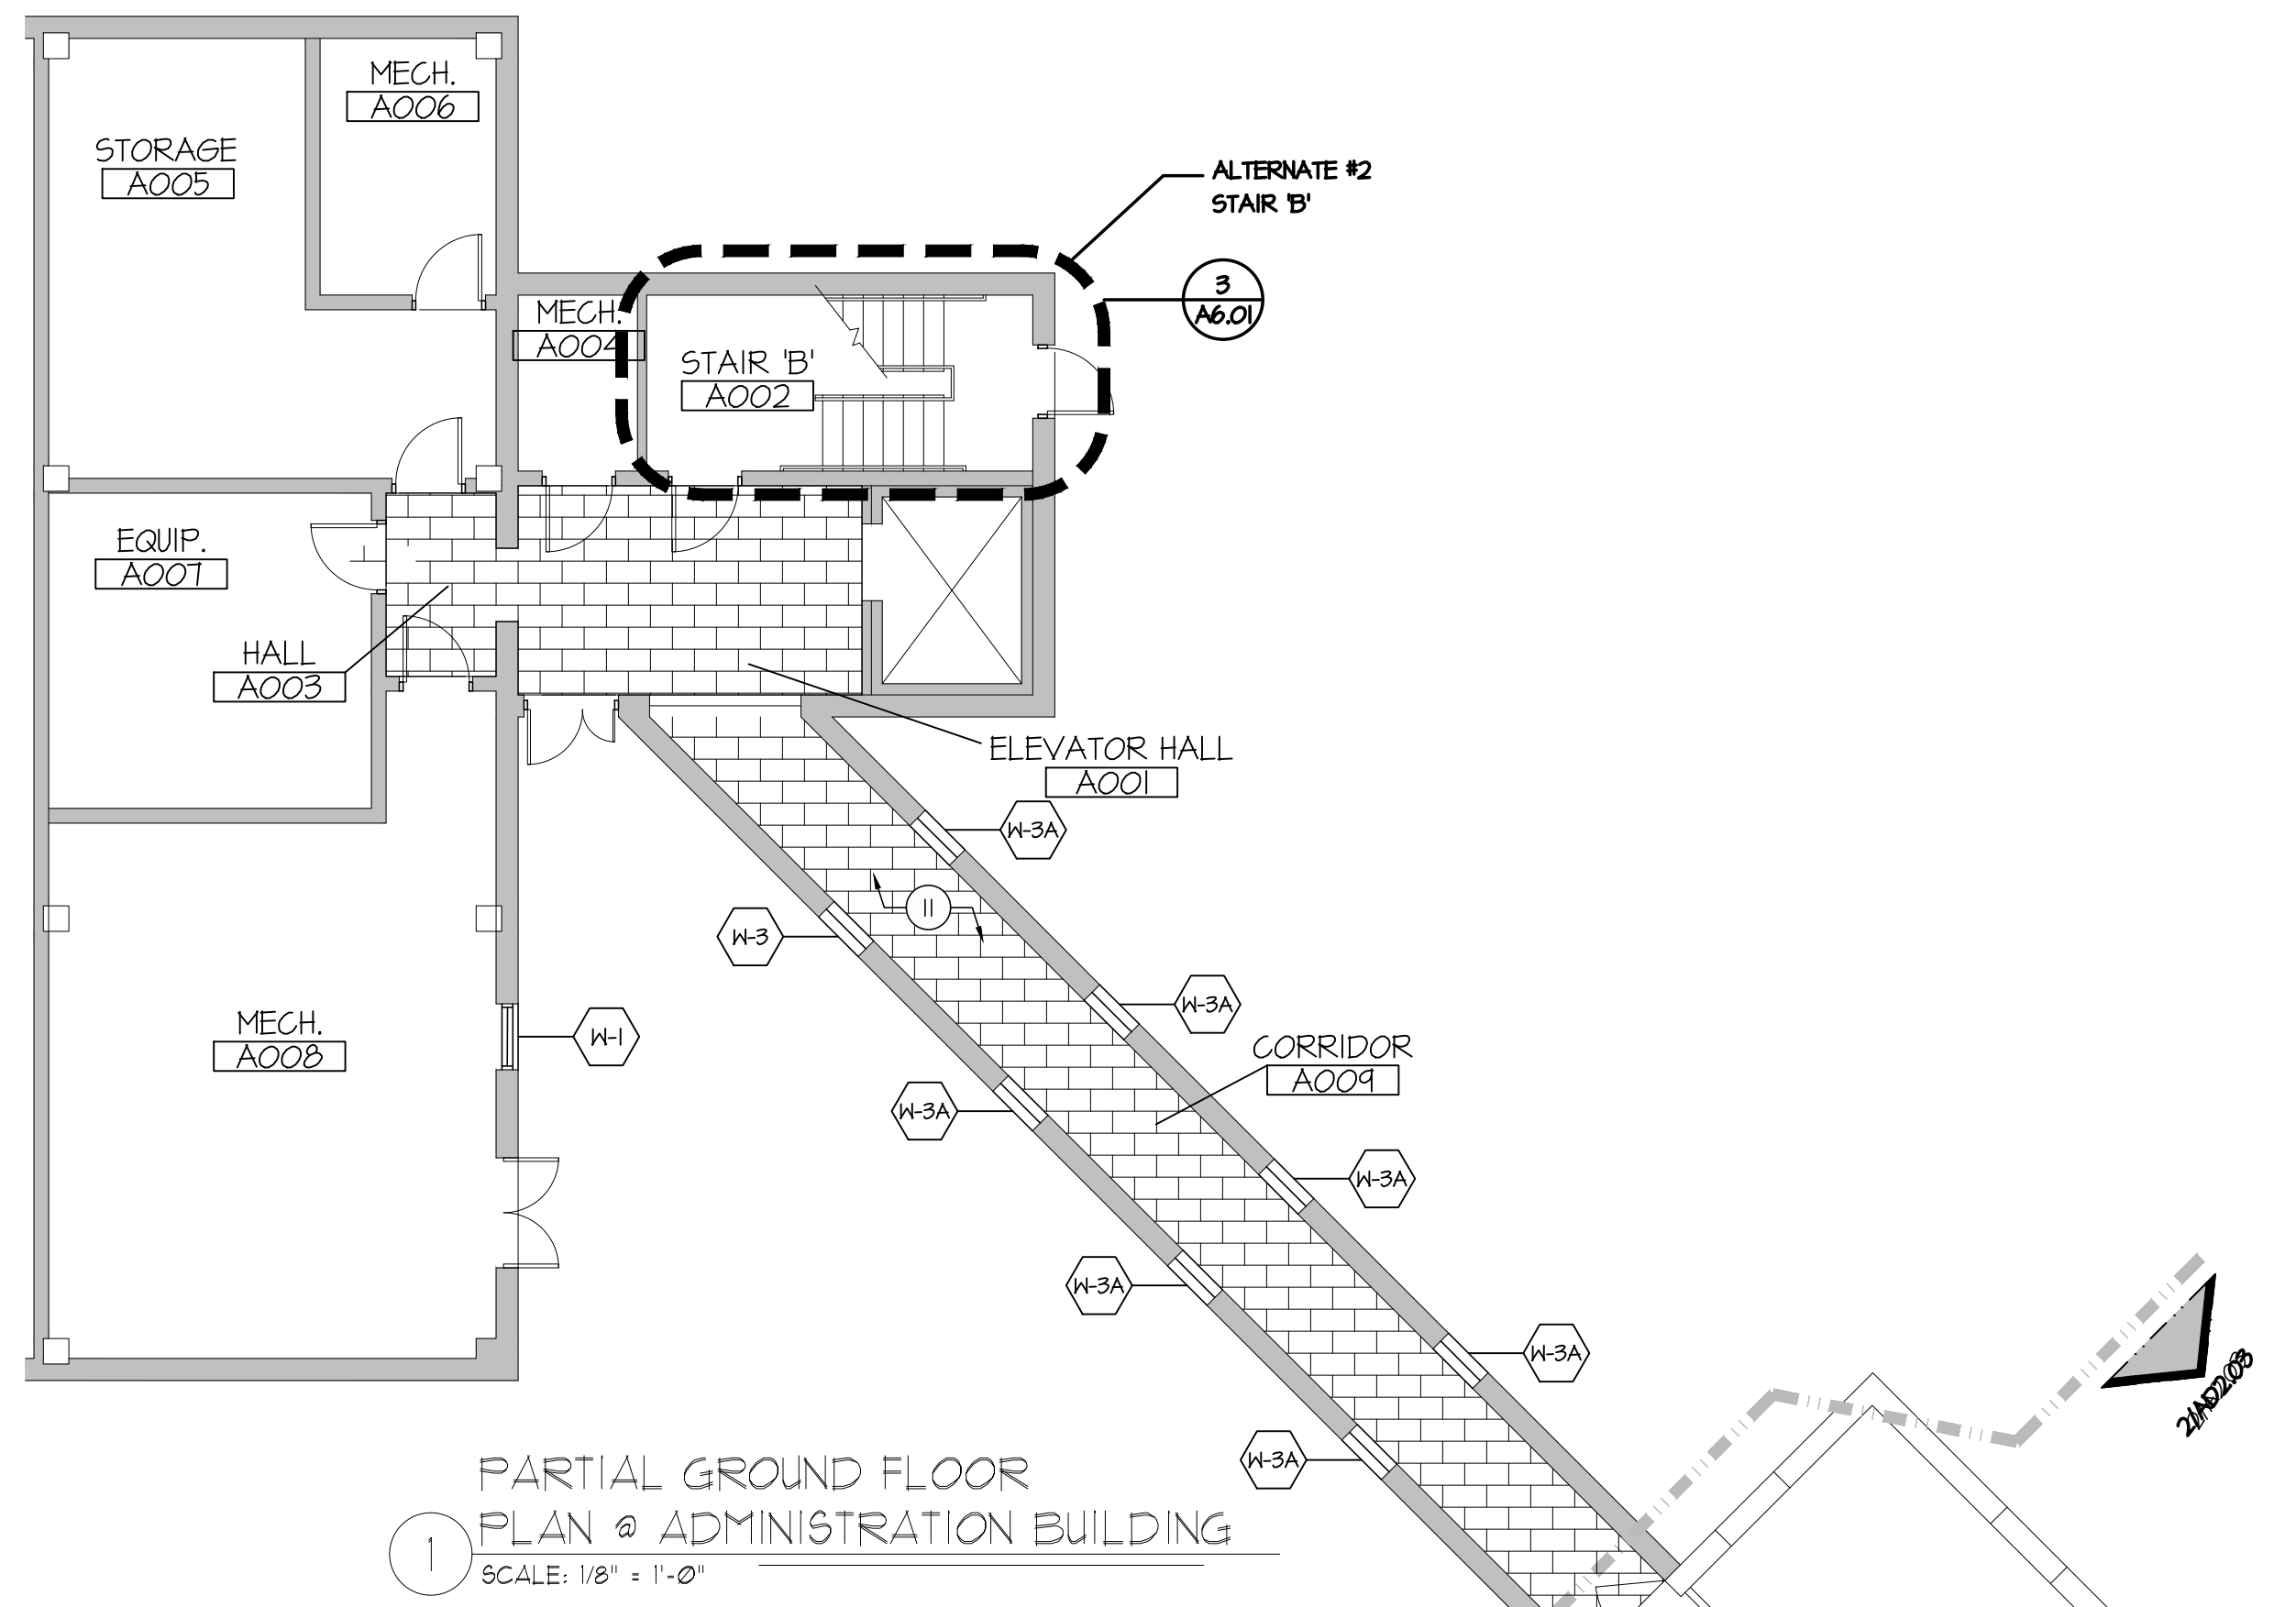 MECH.
A006
STORAGE
A005
ALTERNATE #2
STAIR 'B'
3
A6.01
MECH.
A004
STAIR 'B'
A002
EQUIP.
A007
HALL
A003
ELEVATOR HALL
A001
W-3A
11
W-3
W-3A
MECH.
A008
W-1
CORRIDOR
A009
W-3A
W-3A
W-3A
W-3A
W-3A
PARTIAL GROUND FLOOR
PLAN @ ADMINISTRATION BUILDING
1
SCALE: 1/8" = 1'-0"